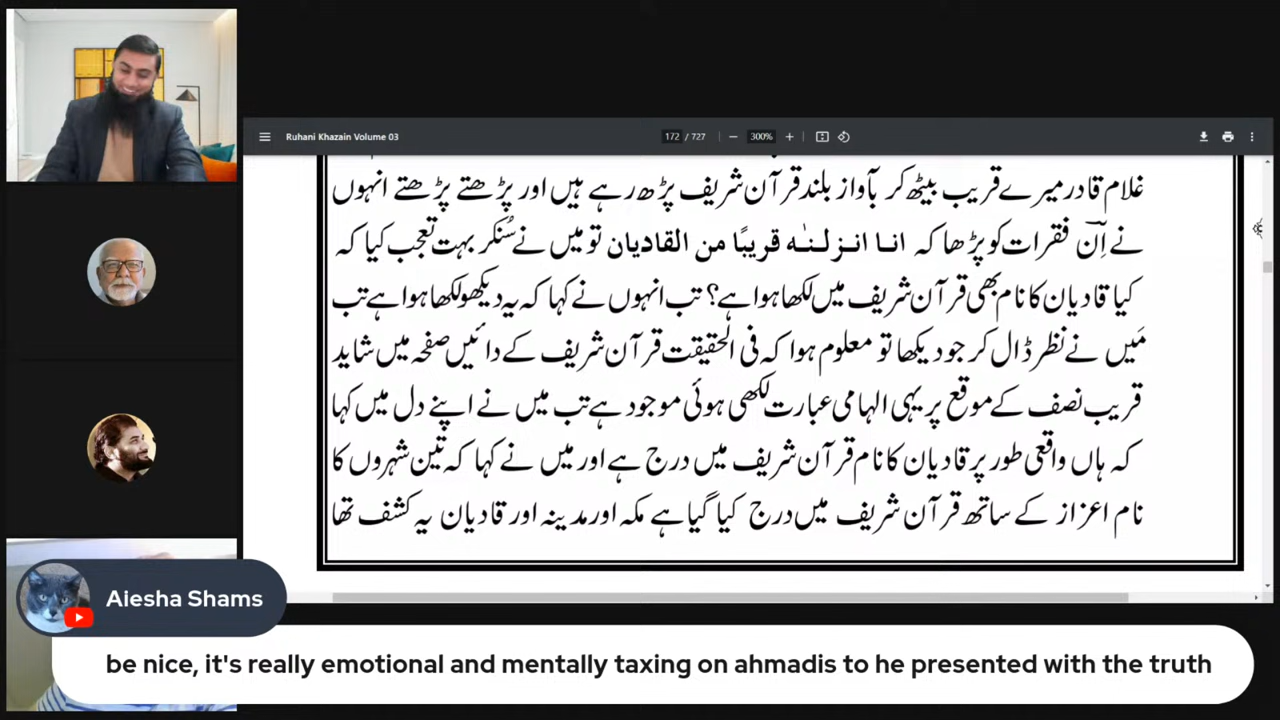 Ruhani Khazain Volume 03
172 / 727
300%
غلام قادر میرے قریب بیٹھ کر بآواز بلند قرآن شریف پڑھ رہے ہیں اور پڑھتے پڑھتے انہوں
نے اِن فقرات کو پڑھا کہ انا انزلنٰه قریبًا من القادیان تو میں نے سُنکر بہت تعجب کیا کہ
کیا قادیان کا نام بھی قرآن شریف میں لکھا ہوا ہے؟ تب انہوں نے کہا کہ یہ دیکھو لکھا ہوا ہے تب
مَیں نے نظر ڈال کر جو دیکھا تو معلوم ہوا کہ فی الحقیقت قرآن شریف کے دائیں صفحہ میں شاید
قریب نصف کے موقع پر یہی الہامی عبارت لکھی ہوئی موجود ہے تب میں نے اپنے دل میں کہا
کہ ہاں واقعی طور پر قادیان کا نام قرآن شریف میں درج ہے اور میں نے کہا کہ تین شہروں کا
نام اعزاز کے ساتھ قرآن شریف میں درج کیا گیا ہے مکہ اور مدینہ اور قادیان یہ کشف تھا
Aiesha Shams
be nice, it's really emotional and mentally taxing on ahmadis to he presented with the truth